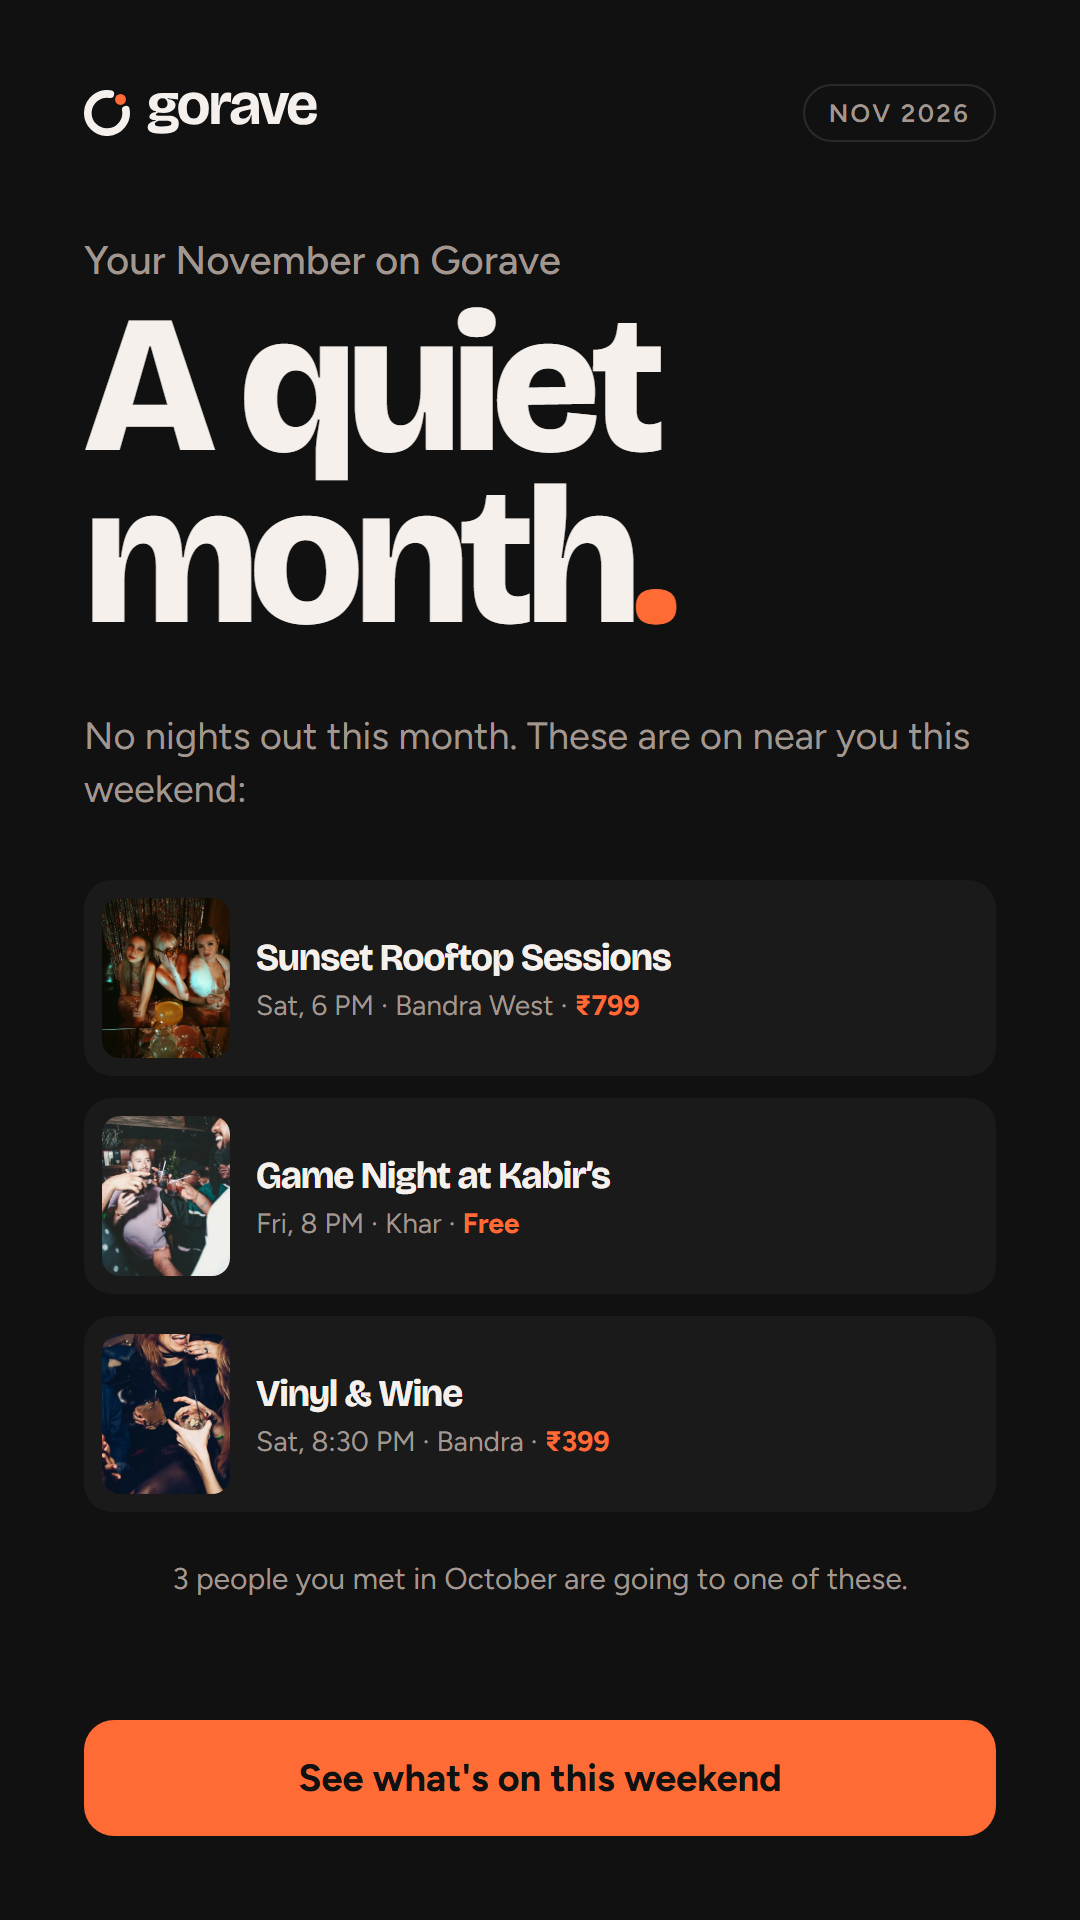 gorave
NOV 2026
Your November on Gorave
A quiet
month.
No nights out this month. These are on near you this
weekend:
Sunset Rooftop Sessions
Sat, 6 PM · Bandra West · ₹799
Game Night at Kabir’s
Fri, 8 PM · Khar · Free
Vinyl & Wine
Sat, 8:30 PM · Bandra · ₹399
3 people you met in October are going to one of these.
See what's on this weekend